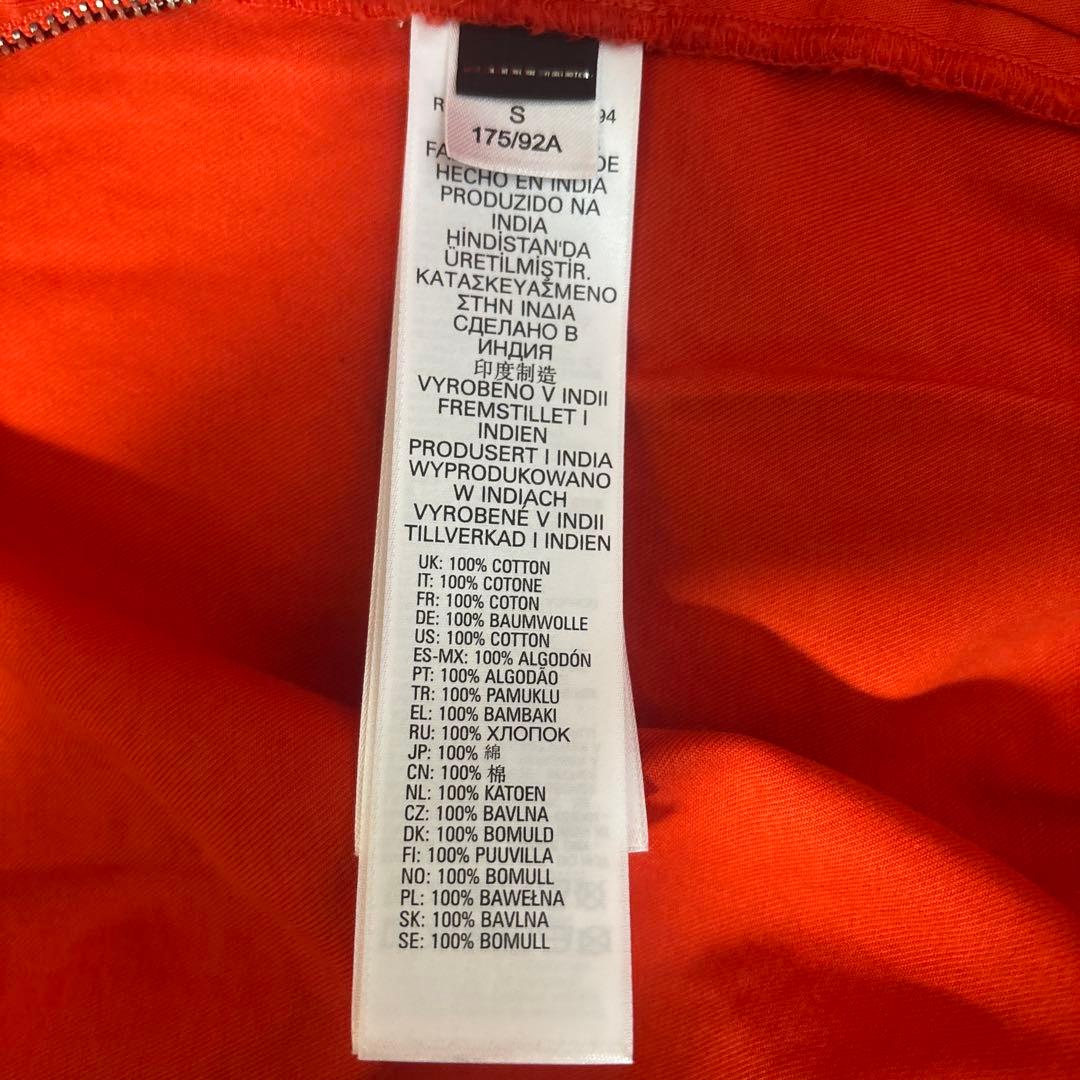 S
175/92A
94
HECHO EN INDIA
PRODUZIDO NA
INDIA
HİNDİSTAN'DA
ÜRETİLMİŞTİR.
ΚΑΤΑΣΚΕΥΑΣΜΕΝΟ
ΣΤΗΝ ΙΝΔΙΑ
СДЕЛАНО В
ИНДИЯ
印度制造
VYROBENO V INDII
FREMSTILLET I
INDIEN
PRODUSERT I INDIA
WYPRODUKOWANO
W INDIACH
VYROBENÉ V INDII
TILLVERKAD I INDIEN
UK: 100% COTTON
IT: 100% COTONE
FR: 100% COTON
DE: 100% BAUMWOLLE
US: 100% COTTON
ES-MX: 100% ALGODÓN
PT: 100% ALGODÃO
TR: 100% PAMUKLU
EL: 100% ΒΑΜΒΑΚΙ
RU: 100% ХЛОПОК
JP: 100% 綿
CN: 100% 棉
NL: 100% KATOEN
CZ: 100% BAVLNA
DK: 100% BOMULD
FI: 100% PUUVILLA
NO: 100% BOMULL
PL: 100% BAWEŁNA
SK: 100% BAVLNA
SE: 100% BOMULL